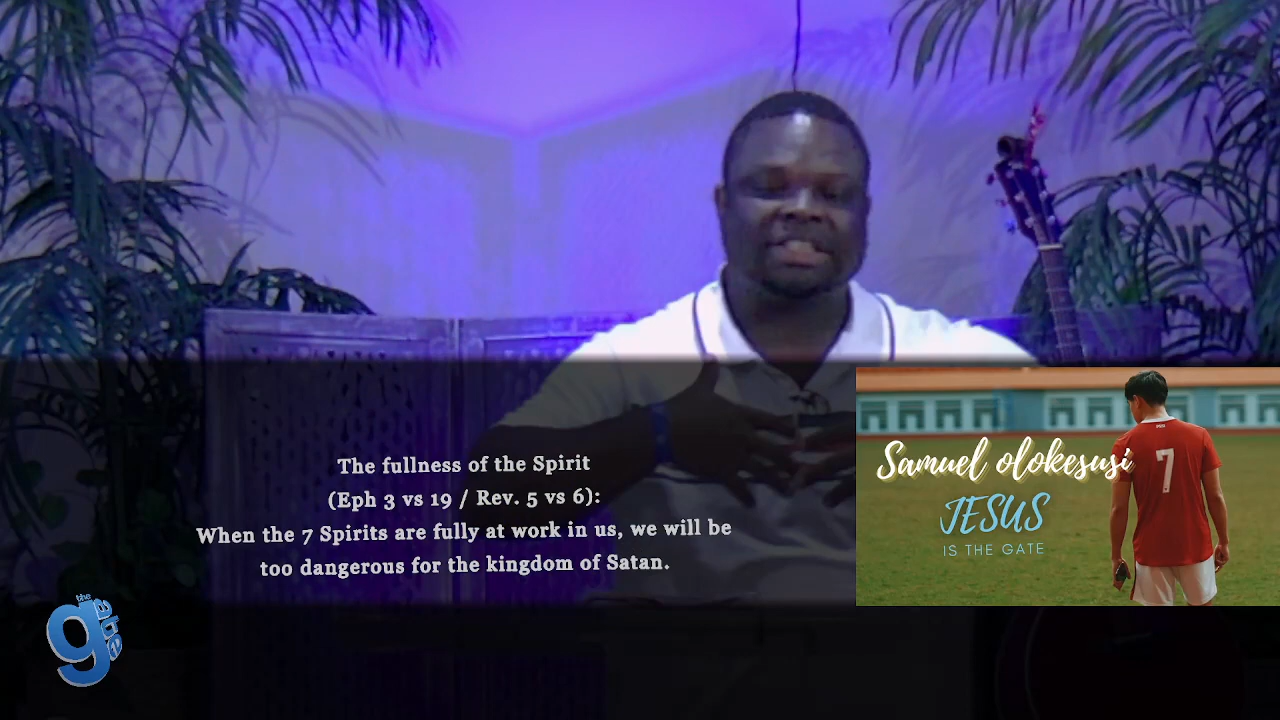 The fullness of the Spirit
(Eph 3 vs 19 / Rev. 5 vs 6):
When the 7 Spirits are fully at work in us, we will be
too dangerous for the kingdom of Satan.
Samuel olokesusi
JESUS
IS THE GATE
7
the gate